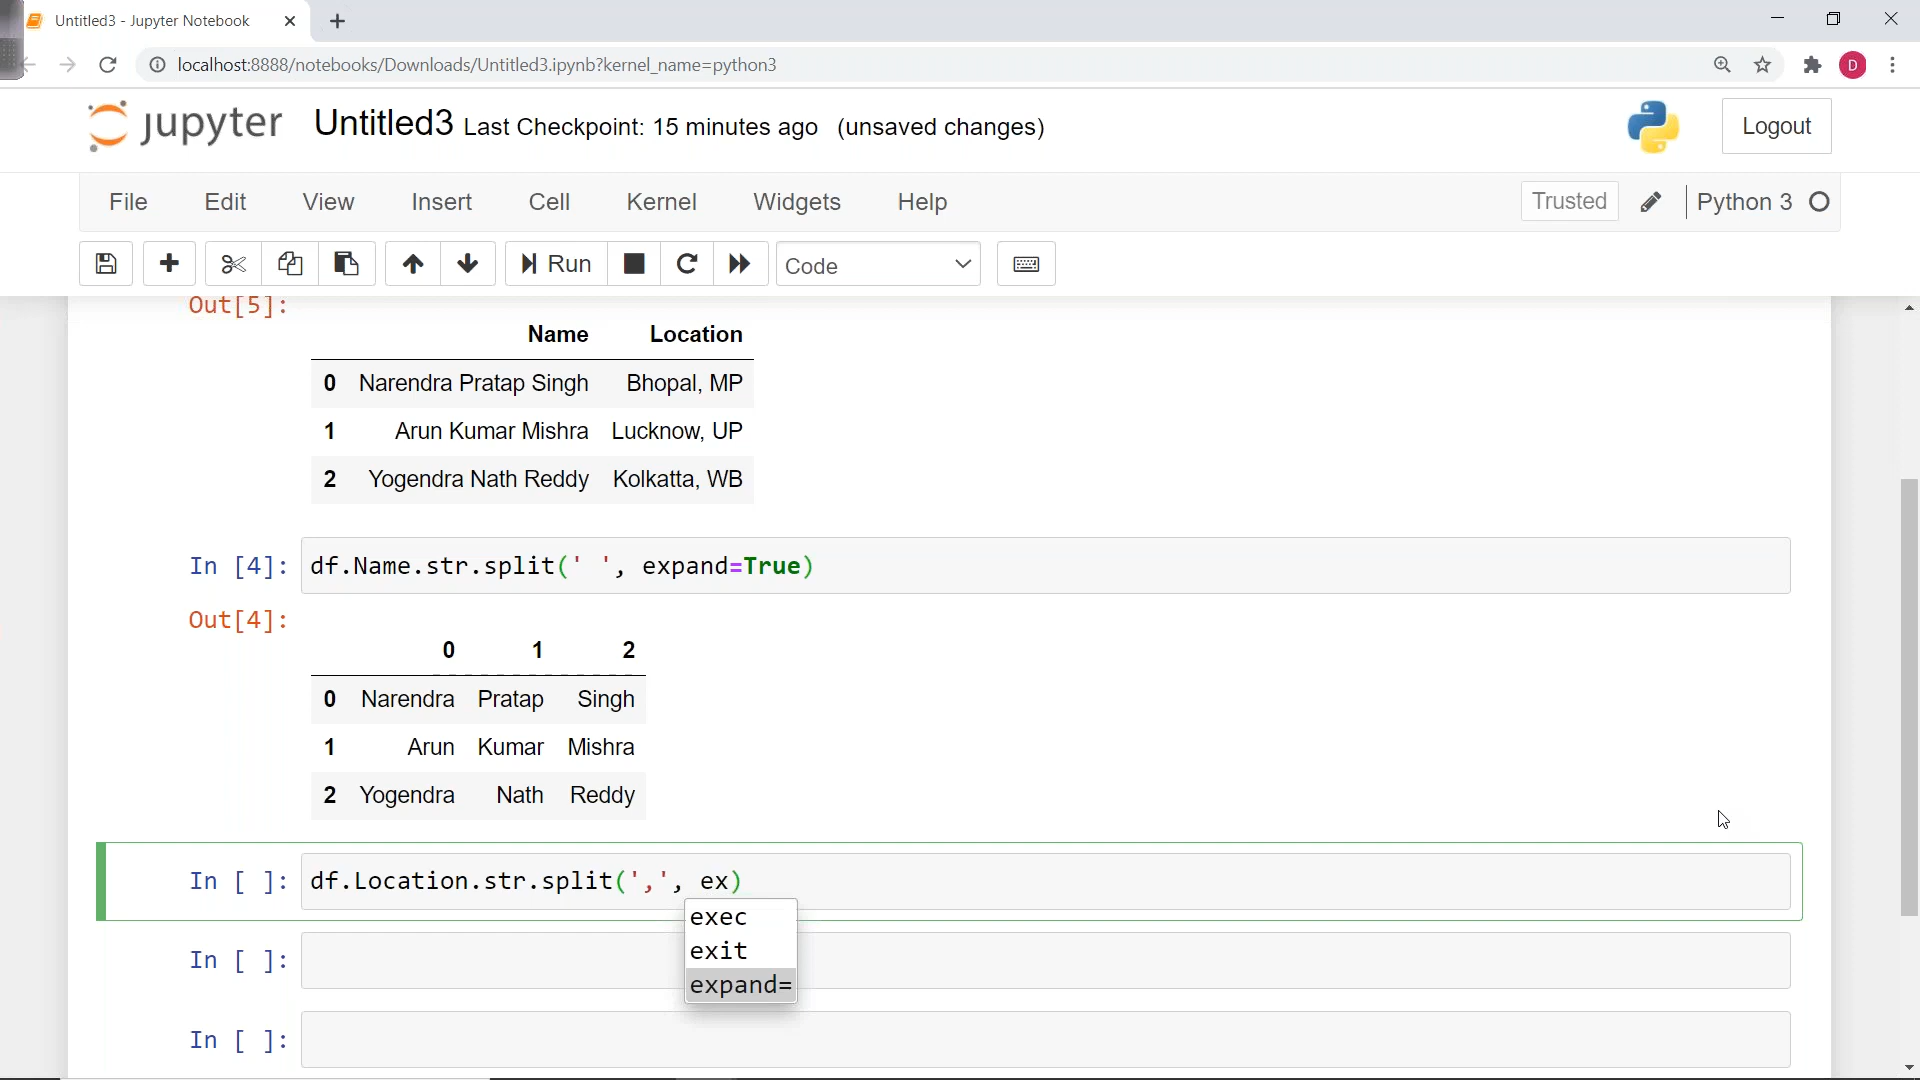 Untitled3 - Jupyter Notebook
localhost:8888/notebooks/Downloads/Untitled3.ipynb?kernel_name=python3
D
jupyter Untitled3 Last Checkpoint: 15 minutes ago (unsaved changes)
Logout
File Edit View Insert Cell Kernel Widgets Help Trusted Python 3
Run Code
Out[5]:
Name Location
0 Narendra Pratap Singh Bhopal, MP
1 Arun Kumar Mishra Lucknow, UP
2 Yogendra Nath Reddy Kolkatta, WB
In [4]: df.Name.str.split(' ', expand=True)
Out[4]:
0 1 2
0 Narendra Pratap Singh
1 Arun Kumar Mishra
2 Yogendra Nath Reddy
In [ ]: df.Location.str.split(',', ex)
exec
exit
expand=
In [ ]:
In [ ]: